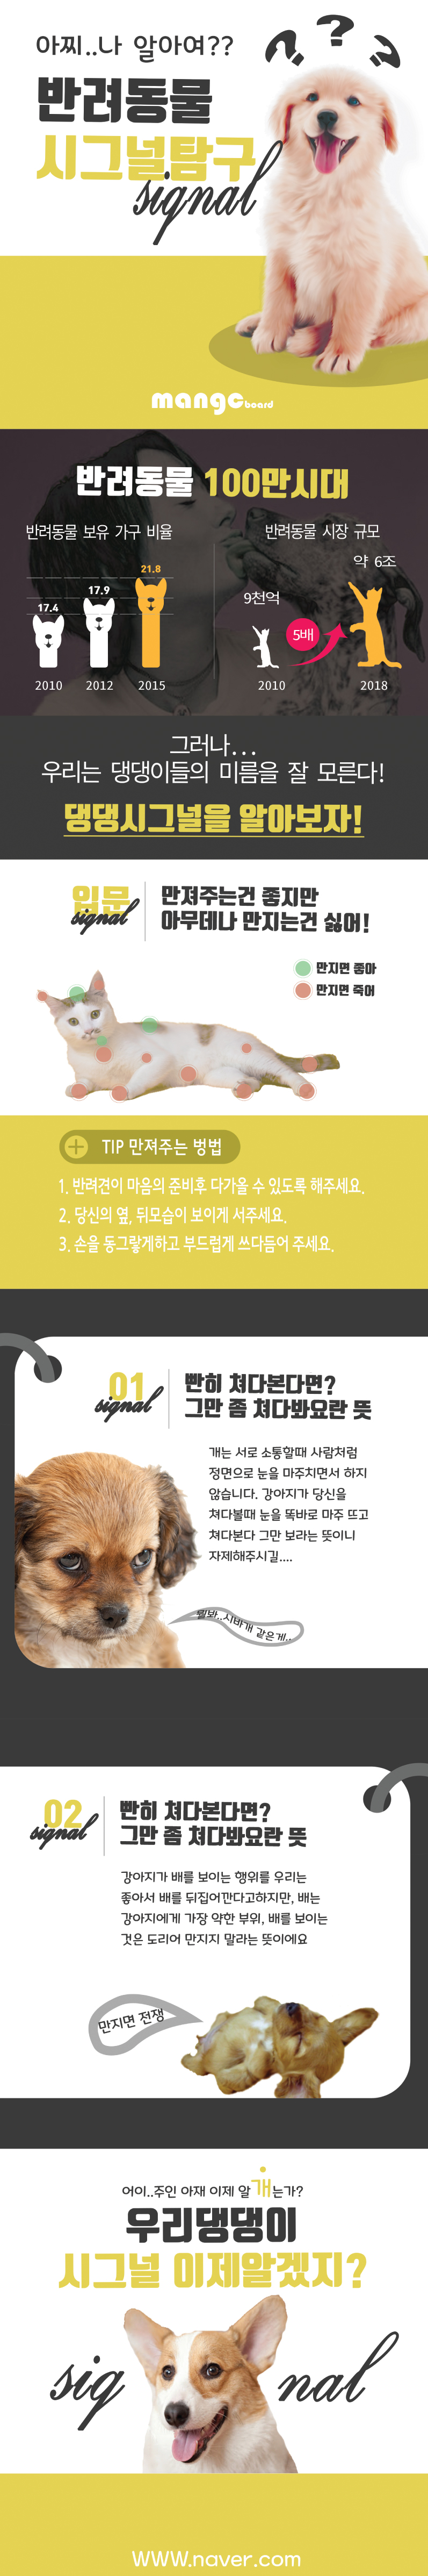 아찌..나 알아여??
? ? ?
반려동물
시그널탐구
signal
mango board
반려동물 100만시대
반려동물 보유 가구 비율
반려동물 시장 규모
17.4
17.9
21.8
2010
2012
2015
9천억
5배
약 6조
2010
2018
그러나...
우리는 댕댕이들의 미름을 잘 모른다!
댕댕시그널을 알아보자!
입문
signal
만져주는건 좋지만
아무데나 만지는건 싫어!
만지면 좋아
만지면 죽어
TIP 만져주는 방법
1. 반려견이 마음의 준비후 다가올 수 있도록 해주세요.
2. 당신의 옆, 뒤모습이 보이게 서주세요.
3. 손을 동그랗게하고 부드럽게 쓰다듬어 주세요.
01
signal
빤히 쳐다본다면?
그만 좀 쳐다봐요란 뜻
개는 서로 소통할때 사람처럼
정면으로 눈을 마주치면서 하지
않습니다. 강아지가 당신을
쳐다볼때 눈을 똑바로 마주 뜨고
쳐다본다 그만 보라는 뜻이니
자제해주시길....
뭘봐..시바개 같은게..
02
signal
빤히 쳐다본다면?
그만 좀 쳐다봐요란 뜻
강아지가 배를 보이는 행위를 우리는
좋아서 배를 뒤집어깐다고하지만, 배는
강아지에게 가장 약한 부위, 배를 보이는
것은 도리어 만지지 말라는 뜻이에요
만지면 전쟁
어이..주인 아재 이제 알개는가?
우리댕댕이
시그널 이제알겠지?
sig nal
WWW.naver.com